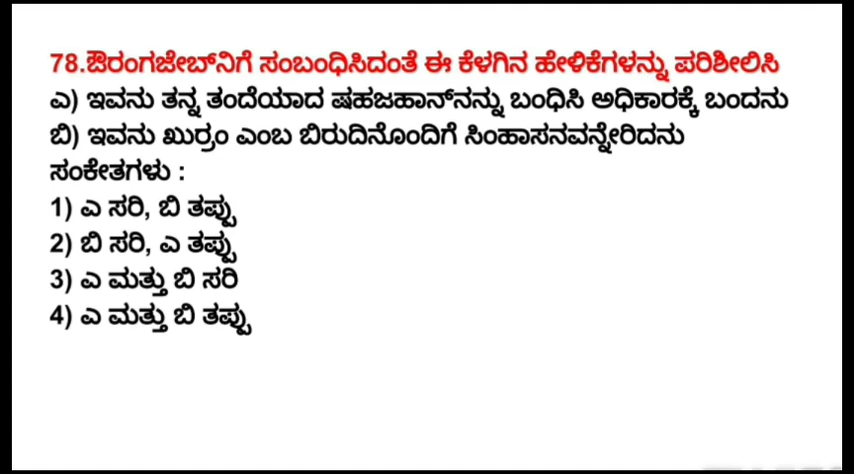 78.ಔರಂಗಜೇಬ್‌ನಿಗೆ ಸಂಬಂಧಿಸಿದಂತೆ ಈ ಕೆಳಗಿನ ಹೇಳಿಕೆಗಳನ್ನು ಪರಿಶೀಲಿಸಿ
ಎ) ಇವನು ತನ್ನ ತಂದೆಯಾದ ಷಹಜಹಾನ್‌ನನ್ನು ಬಂಧಿಸಿ ಅಧಿಕಾರಕ್ಕೆ ಬಂದನು
ಬಿ) ಇವನು ಖುರ್ರಂ ಎಂಬ ಬಿರುದಿನೊಂದಿಗೆ ಸಿಂಹಾಸನವನ್ನೇರಿದನು
ಸಂಕೇತಗಳು :
1) ಎ ಸರಿ, ಬಿ ತಪ್ಪು
2) ಬಿ ಸರಿ, ಎ ತಪ್ಪು
3) ಎ ಮತ್ತು ಬಿ ಸರಿ
4) ಎ ಮತ್ತು ಬಿ ತಪ್ಪು